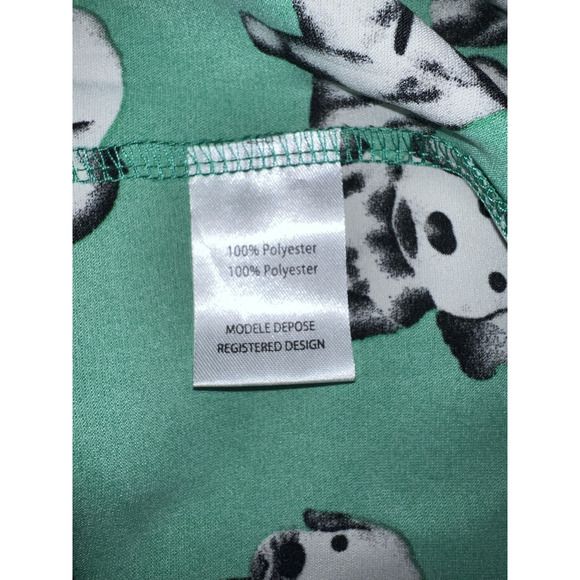 100% Polyester
100% Polyester
MODELE DEPOSE
REGISTERED DESIGN